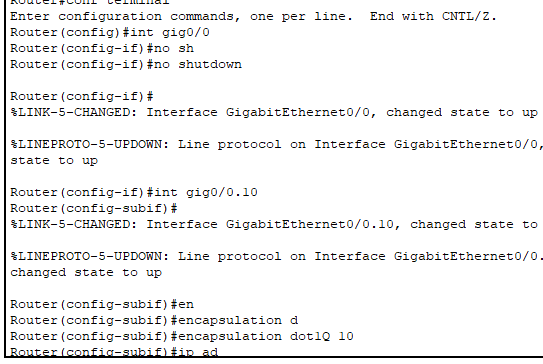 Router#conf terminal
Enter configuration commands, one per line.  End with CNTL/Z.
Router(config)#int gig0/0
Router(config-if)#no sh
Router(config-if)#no shutdown
Router(config-if)#
%LINK-5-CHANGED: Interface GigabitEthernet0/0, changed state to up
%LINEPROTO-5-UPDOWN: Line protocol on Interface GigabitEthernet0/0,
state to up
Router(config-if)#int gig0/0.10
Router(config-subif)#
%LINK-5-CHANGED: Interface GigabitEthernet0/0.10, changed state to
%LINEPROTO-5-UPDOWN: Line protocol on Interface GigabitEthernet0/0.
changed state to up
Router(config-subif)#en
Router(config-subif)#encapsulation d
Router(config-subif)#encapsulation dot1Q 10
Router(config-subif)#ip ad